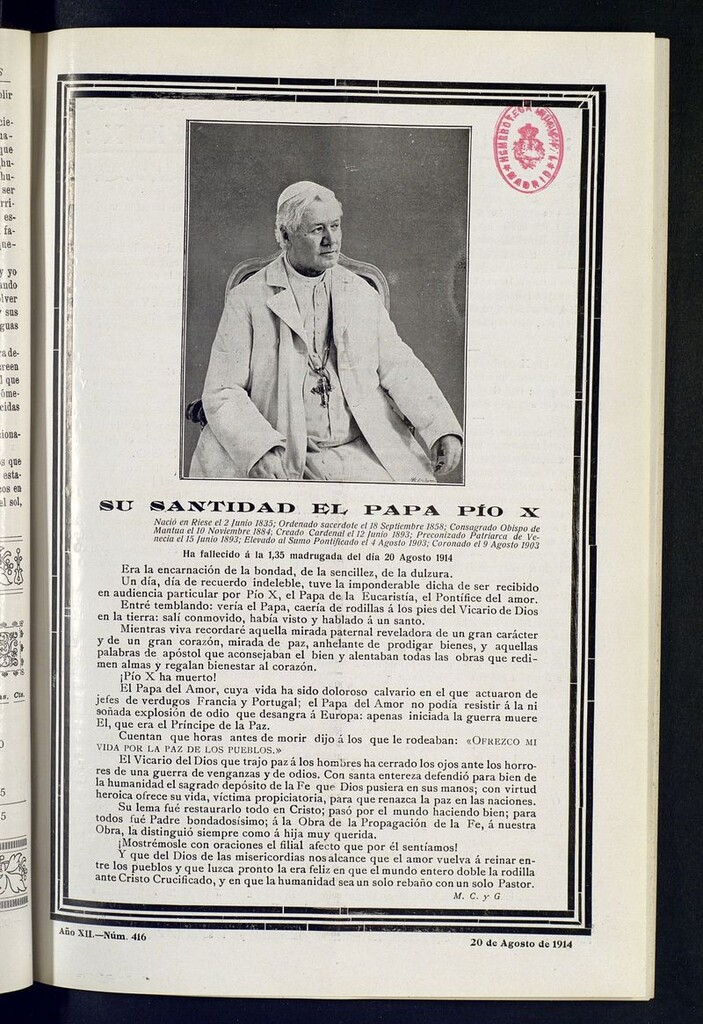 HEMEROTECA MUNICIPAL
MADRID
SU SANTIDAD EL PAPA PÍO X
Nació en Riese el 2 Junio 1835; Ordenado sacerdote el 18 Septiembre 1858; Consagrado Obispo de
Mantua el 10 Noviembre 1884; Creado Cardenal el 12 Junio 1893; Preconizado Patriarca de Ve-
necia el 15 Junio 1893; Elevado al Sumo Pontificado el 4 Agosto 1903; Coronado el 9 Agosto 1903
Ha fallecido á la 1,35 madrugada del día 20 Agosto 1914
Era la encarnación de la bondad, de la sencillez, de la dulzura.
Un día, día de recuerdo indeleble, tuve la imponderable dicha de ser recibido
en audiencia particular por Pío X, el Papa de la Eucaristía, el Pontífice del amor.
Entré temblando: vería el Papa, caería de rodillas á los pies del Vicario de Dios
en la tierra: salí conmovido, había visto y hablado á un santo.
Mientras viva recordaré aquella mirada paternal reveladora de un gran carácter
y de un gran corazón, mirada de paz, anhelante de prodigar bienes, y aquellas
palabras de apóstol que aconsejaban el bien y alentaban todas las obras que redi-
men almas y regalan bienestar al corazón.
¡Pío X ha muerto!
El Papa del Amor, cuya vida ha sido doloroso calvario en el que actuaron de
jefes de verdugos Francia y Portugal; el Papa del Amor no podía resistir á la ni
soñada explosión de odio que desangra á Europa: apenas iniciada la guerra muere
El, que era el Príncipe de la Paz.
Cuentan que horas antes de morir dijo á los que le rodeaban: «OFREZCO MI
VIDA POR LA PAZ DE LOS PUEBLOS.»
El Vicario del Dios que trajo paz á los hombres ha cerrado los ojos ante los horro-
res de una guerra de venganzas y de odios. Con santa entereza defendió para bien de
la humanidad el sagrado depósito de la Fe que Dios pusiera en sus manos; con virtud
heroica ofrece su vida, víctima propiciatoria, para que renazca la paz en las naciones.
Su lema fué restaurarlo todo en Cristo; pasó por el mundo haciendo bien; para
todos fué Padre bondadosísimo; á la Obra de la Propagación de la Fe, á nuestra
Obra, la distinguió siempre como á hija muy querida.
¡Mostrémosle con oraciones el filial afecto que por él sentíamos!
Y que del Dios de las misericordias nos alcance que el amor vuelva á reinar en-
tre los pueblos y que luzca pronto la era feliz en que el mundo entero doble la rodilla
ante Cristo Crucificado, y en que la humanidad sea un solo rebaño con un solo Pastor.
M. C. y G.
Año XII.—Núm. 416
20 de Agosto de 1914